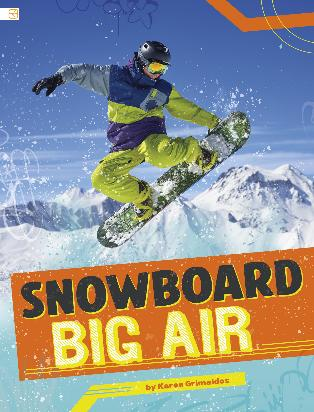 SNOWBOARD
BIG AIR
by Karen Grimaldos